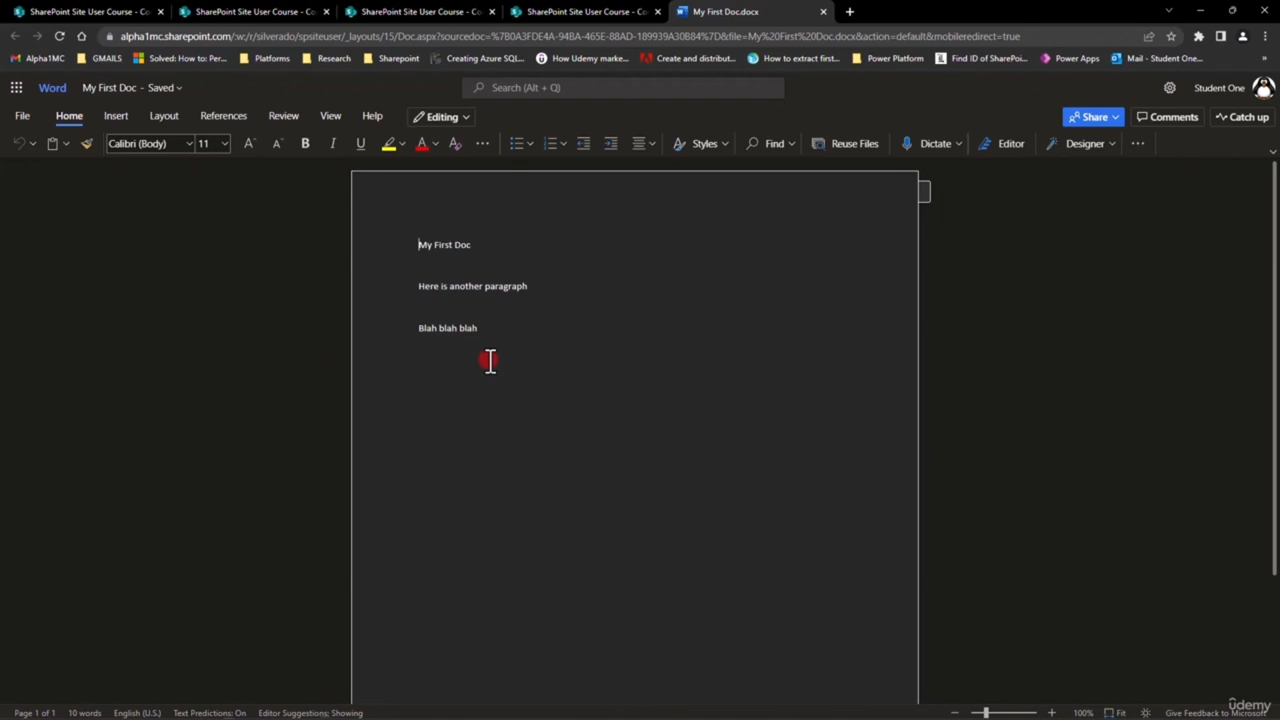 SharePoint Site User Course - Co
SharePoint Site User Course - Co
SharePoint Site User Course - Co
SharePoint Site User Course - Co
My First Doc.docx
alpha1mc.sharepoint.com/:w:/r/silverado/spsiteuser/_layouts/15/Doc.aspx?sourcedoc=%7B0A3FDE4A-94BA-465E-88AD-189939A30B84%7D&file=My%20First%20Doc.docx&action=default&mobileredirect=true
Alpha1MC GMAILS Solved: How to: Per... Platforms Research Sharepoint Creating Azure SQL... How Udemy marke... Create and distribut... How to extract first... Power Platform Find ID of SharePoi... Power Apps Mail - Student One... »
Word My First Doc - Saved Search (Alt + Q) Student One
File Home Insert Layout References Review View Help Editing Share Comments Catch up
Calibri (Body) 11 B I U A Styles Find Reuse Files Dictate Editor Designer
My First Doc
Here is another paragraph
Blah blah blah
Page 1 of 1 10 words English (U.S.) Text Predictions: On Editor Suggestions: Showing 100% Fit Give Feedback to Microsoft
ûdemy